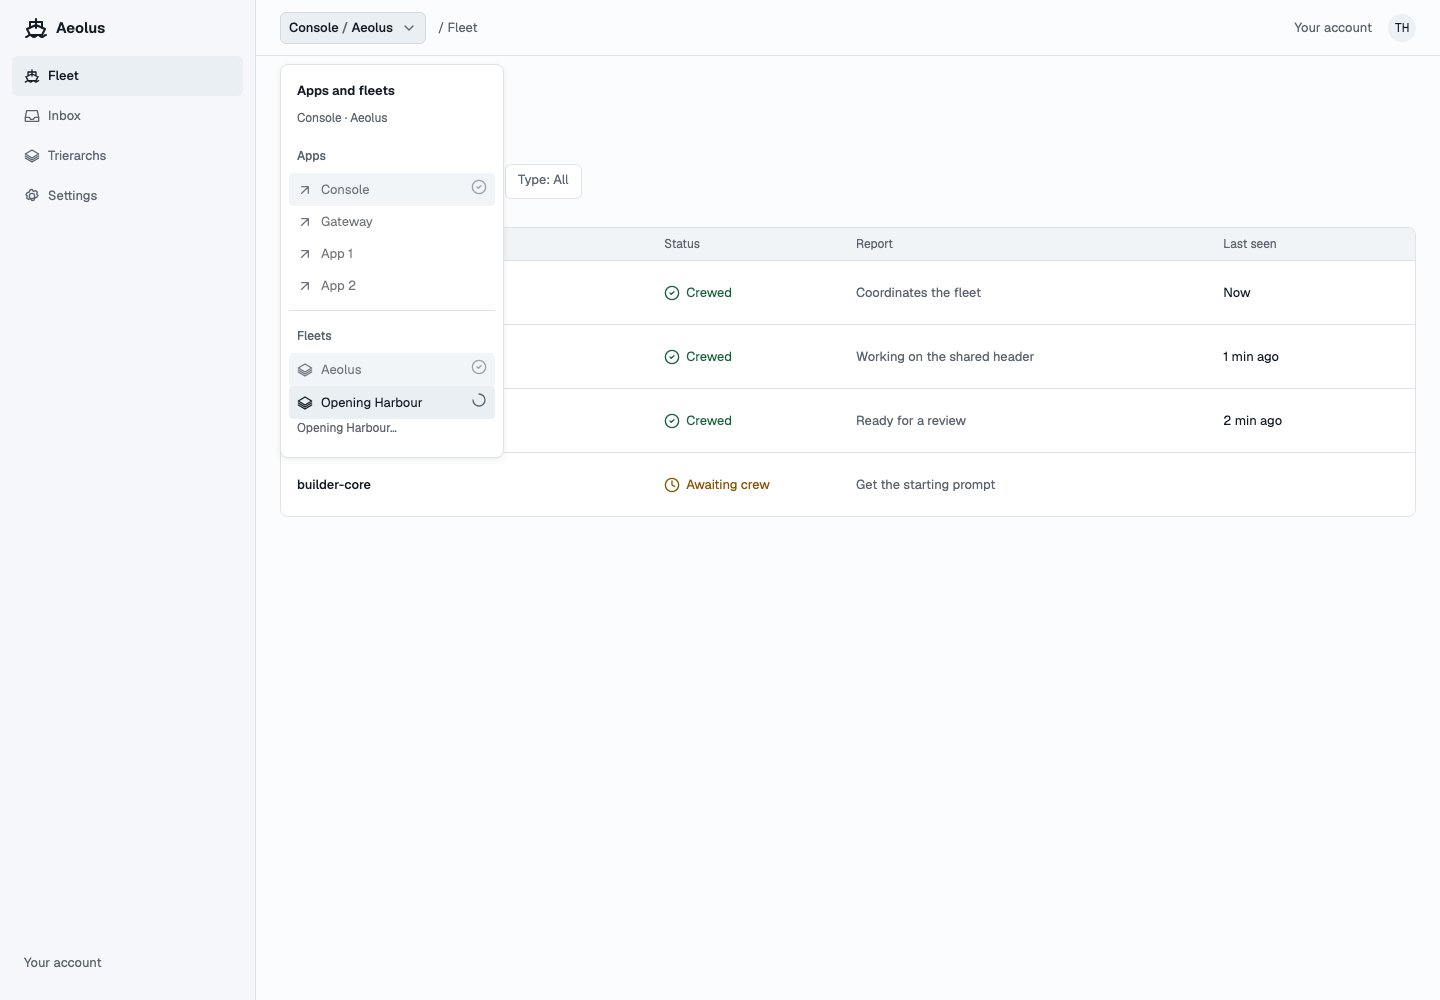 Aeolus
Console / Aeolus
/ Fleet
Your account
TH
Fleet
Inbox
Trierarchs
Settings
Apps and fleets
Console · Aeolus
Apps
Console
Gateway
App 1
App 2
Fleets
Aeolus
Opening Harbour
Opening Harbour…
Type: All
Status Report Last seen
Crewed Coordinates the fleet Now
Crewed Working on the shared header 1 min ago
Crewed Ready for a review 2 min ago
builder-core Awaiting crew Get the starting prompt
Your account